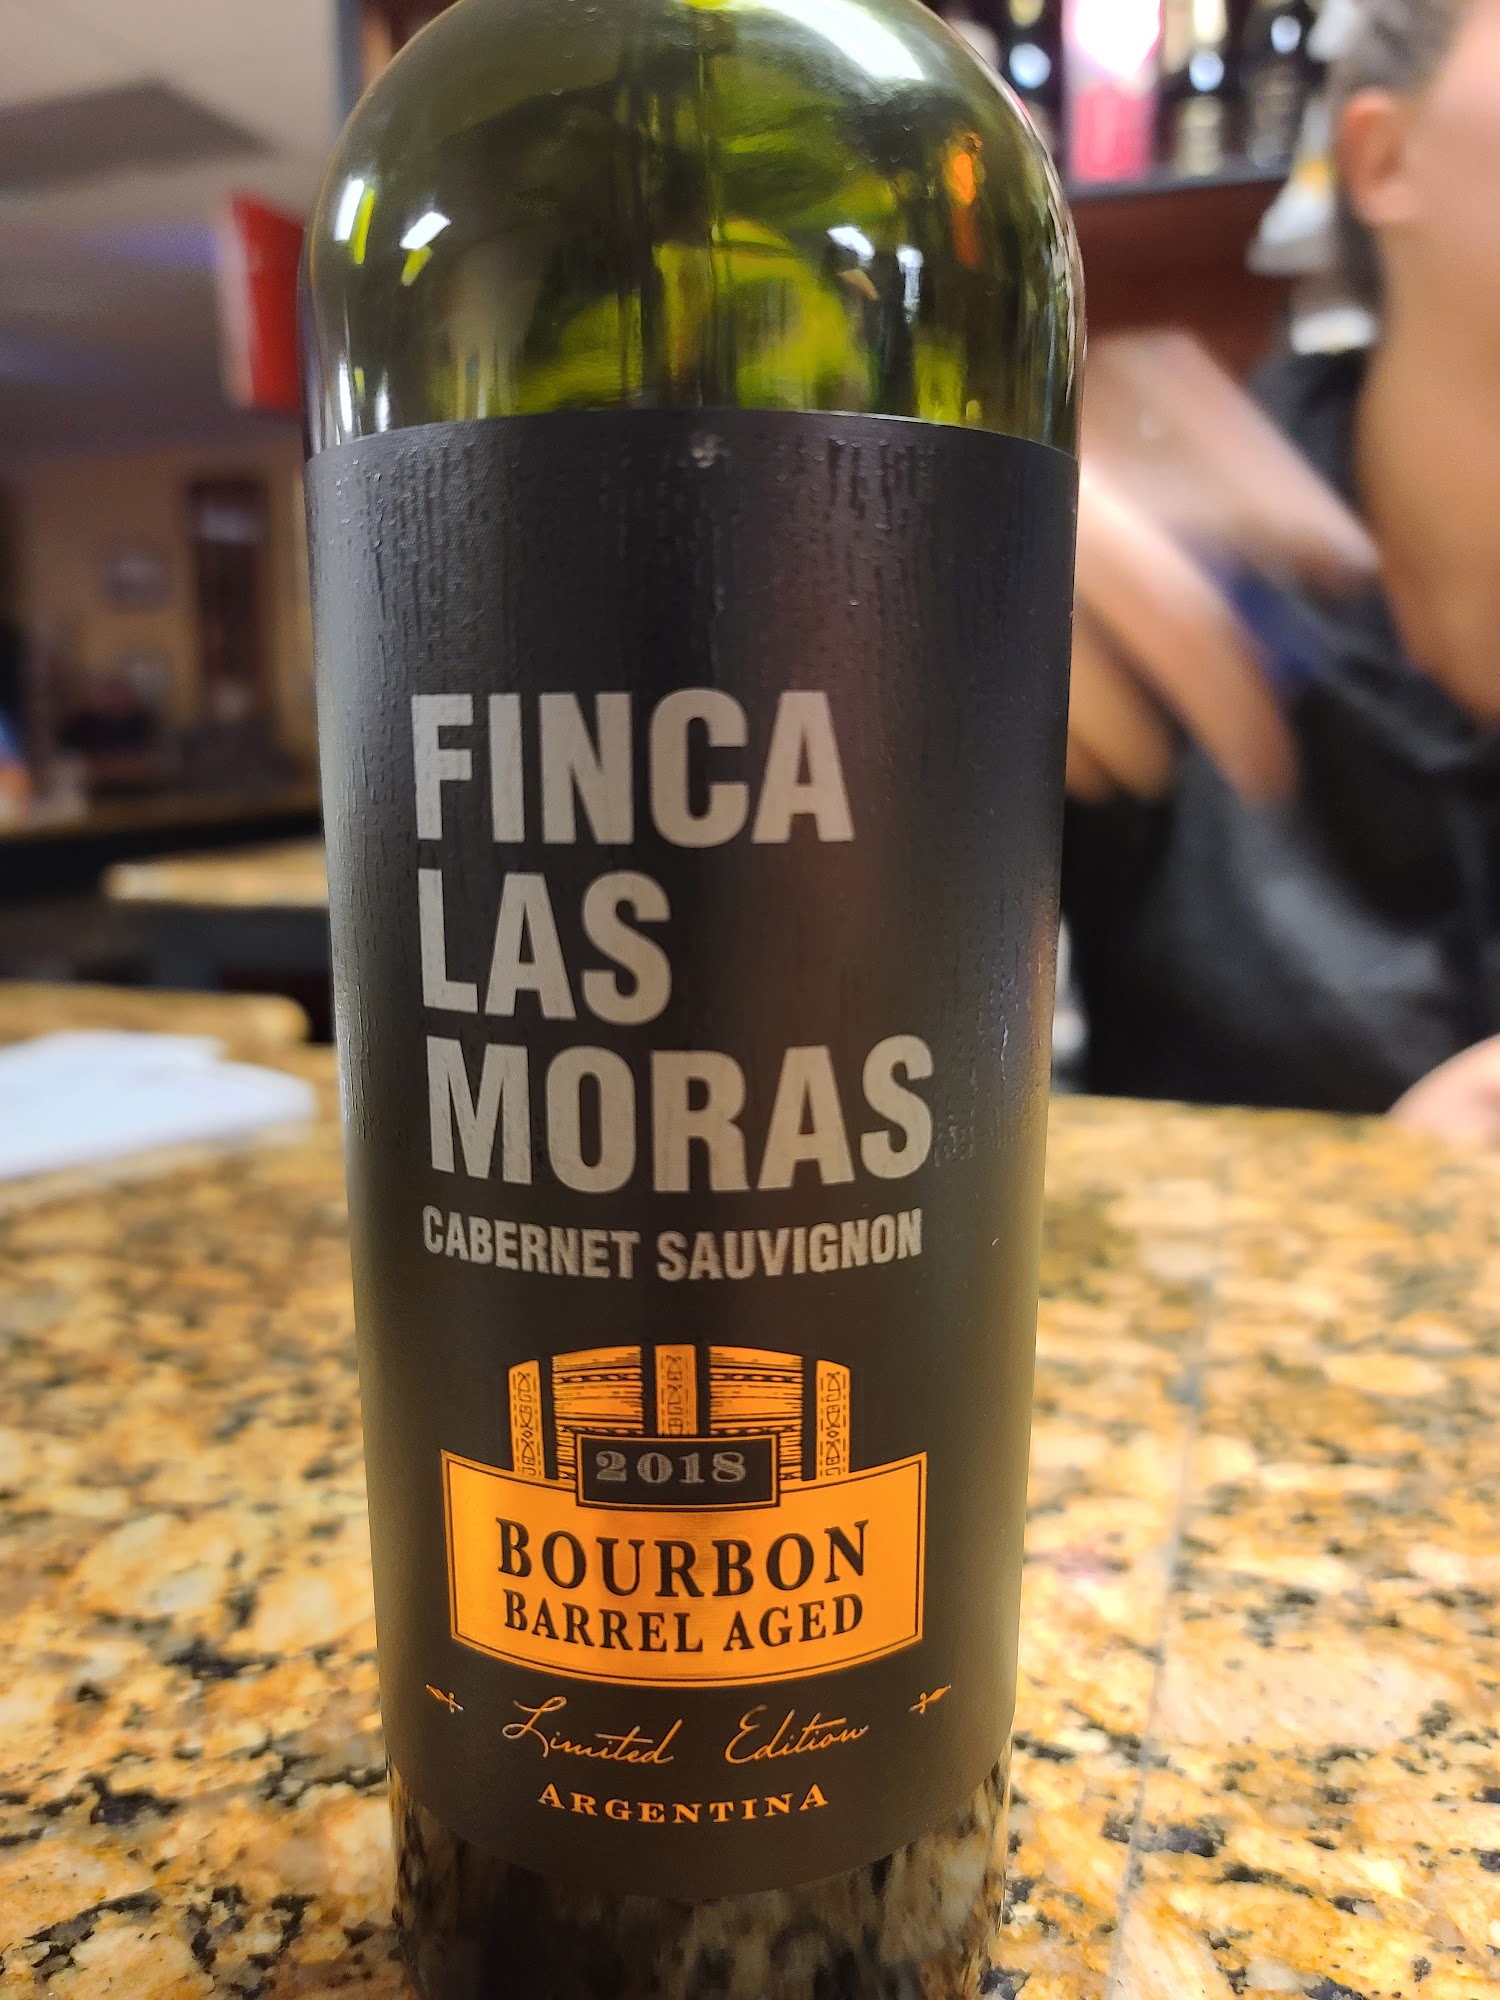 FINCA
LAS
MORAS
CABERNET SAUVIGNON
2018
BOURBON
BARREL AGED
Limited Edition
ARGENTINA